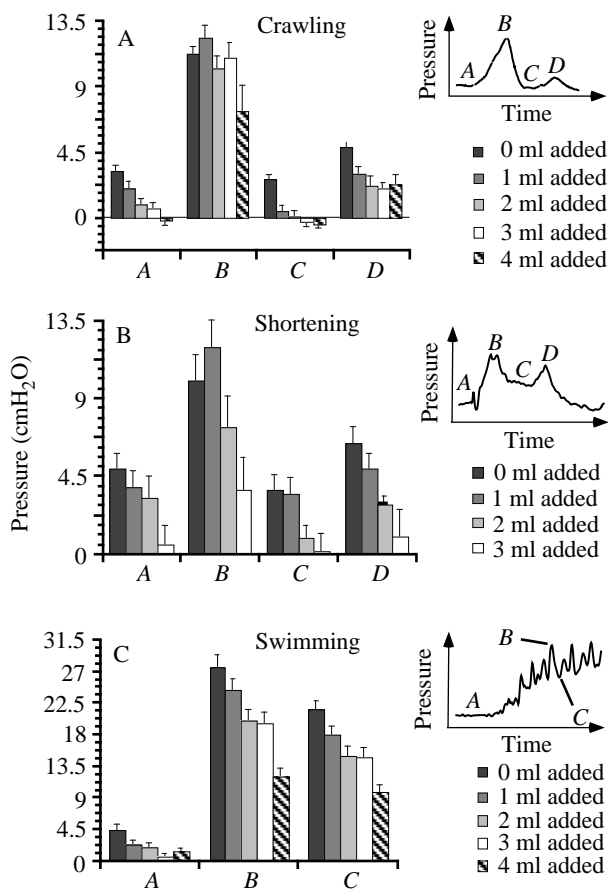 A
Crawling
13.5
9
4.5
0
A B C D
Pressure
B
A C D
Time
0 ml added
1 ml added
2 ml added
3 ml added
4 ml added
Pressure (cmH2O)
B
Shortening
13.5
9
4.5
0
A B C D
Pressure
B
A C D
Time
0 ml added
1 ml added
2 ml added
3 ml added
C
Swimming
31.5
27
22.5
18
13.5
9
4.5
0
A B C
Pressure
B
A
C
Time
0 ml added
1 ml added
2 ml added
3 ml added
4 ml added